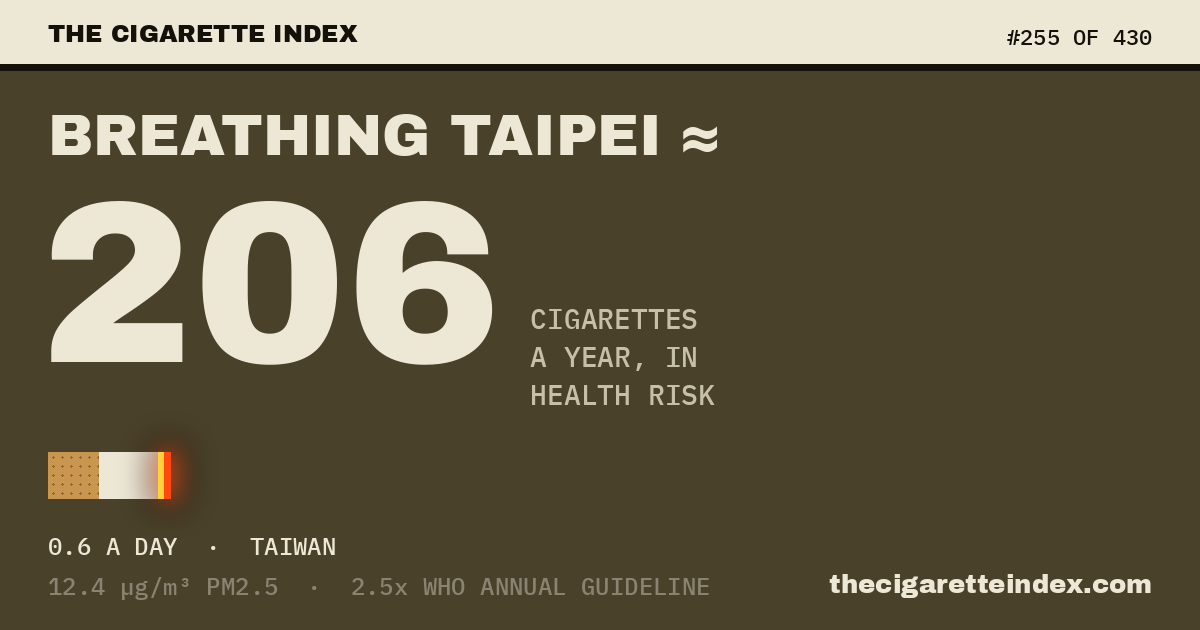 THE CIGARETTE INDEX
#255 OF 430
BREATHING TAIPEI ≈
206
CIGARETTES
A YEAR, IN
HEALTH RISK
0.6 A DAY · TAIWAN
12.4 µg/m³ PM2.5 · 2.5x WHO ANNUAL GUIDELINE
thecigaretteindex.com